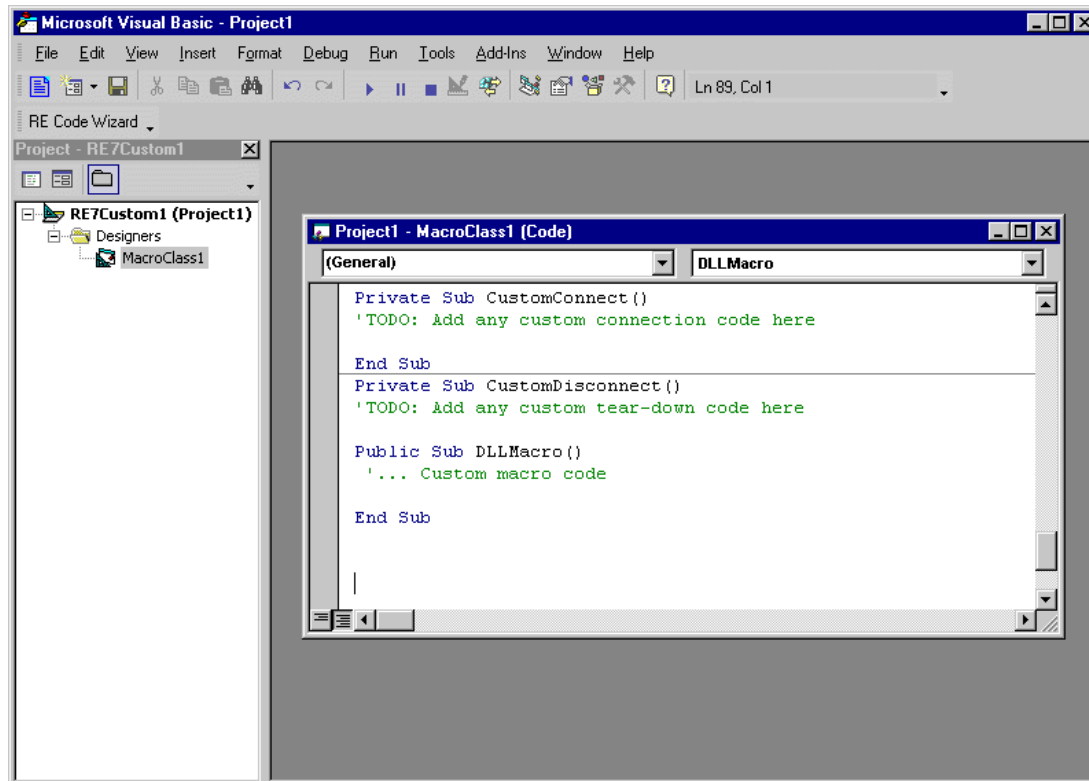 Microsoft Visual Basic - Project1
File Edit View Insert Format Debug Run Tools Add-Ins Window Help
Ln 89, Col 1
RE Code Wizard
Project - RE7Custom1
RE7Custom1 (Project1)
Designers
MacroClass1
Project1 - MacroClass1 (Code)
(General) DLLMacro
Private Sub CustomConnect()
'TODO: Add any custom connection code here
End Sub
Private Sub CustomDisconnect()
'TODO: Add any custom tear-down code here
Public Sub DLLMacro()
'... Custom macro code
End Sub